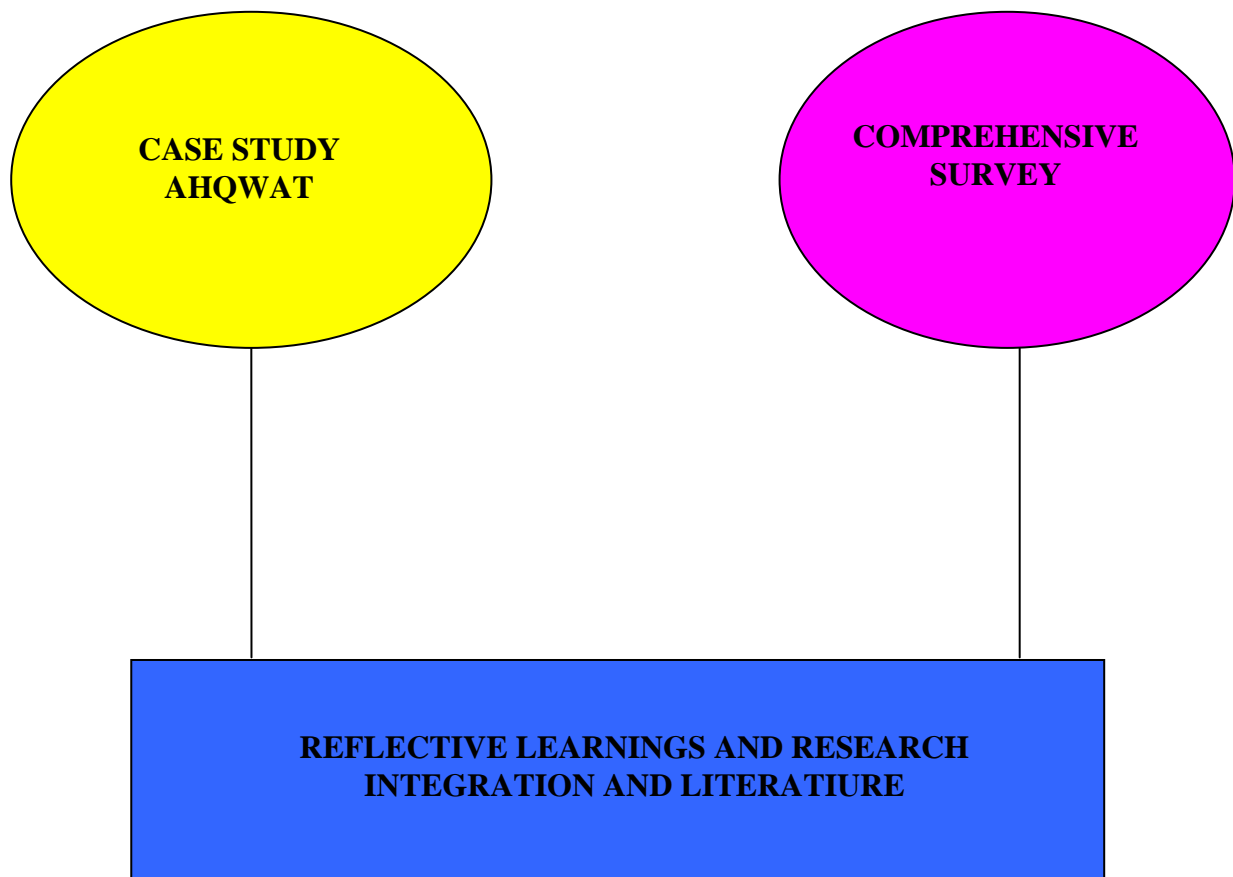 CASE STUDY
AHQWAT
COMPREHENSIVE
SURVEY
REFLECTIVE LEARNINGS AND RESEARCH
INTEGRATION AND LITERATIURE